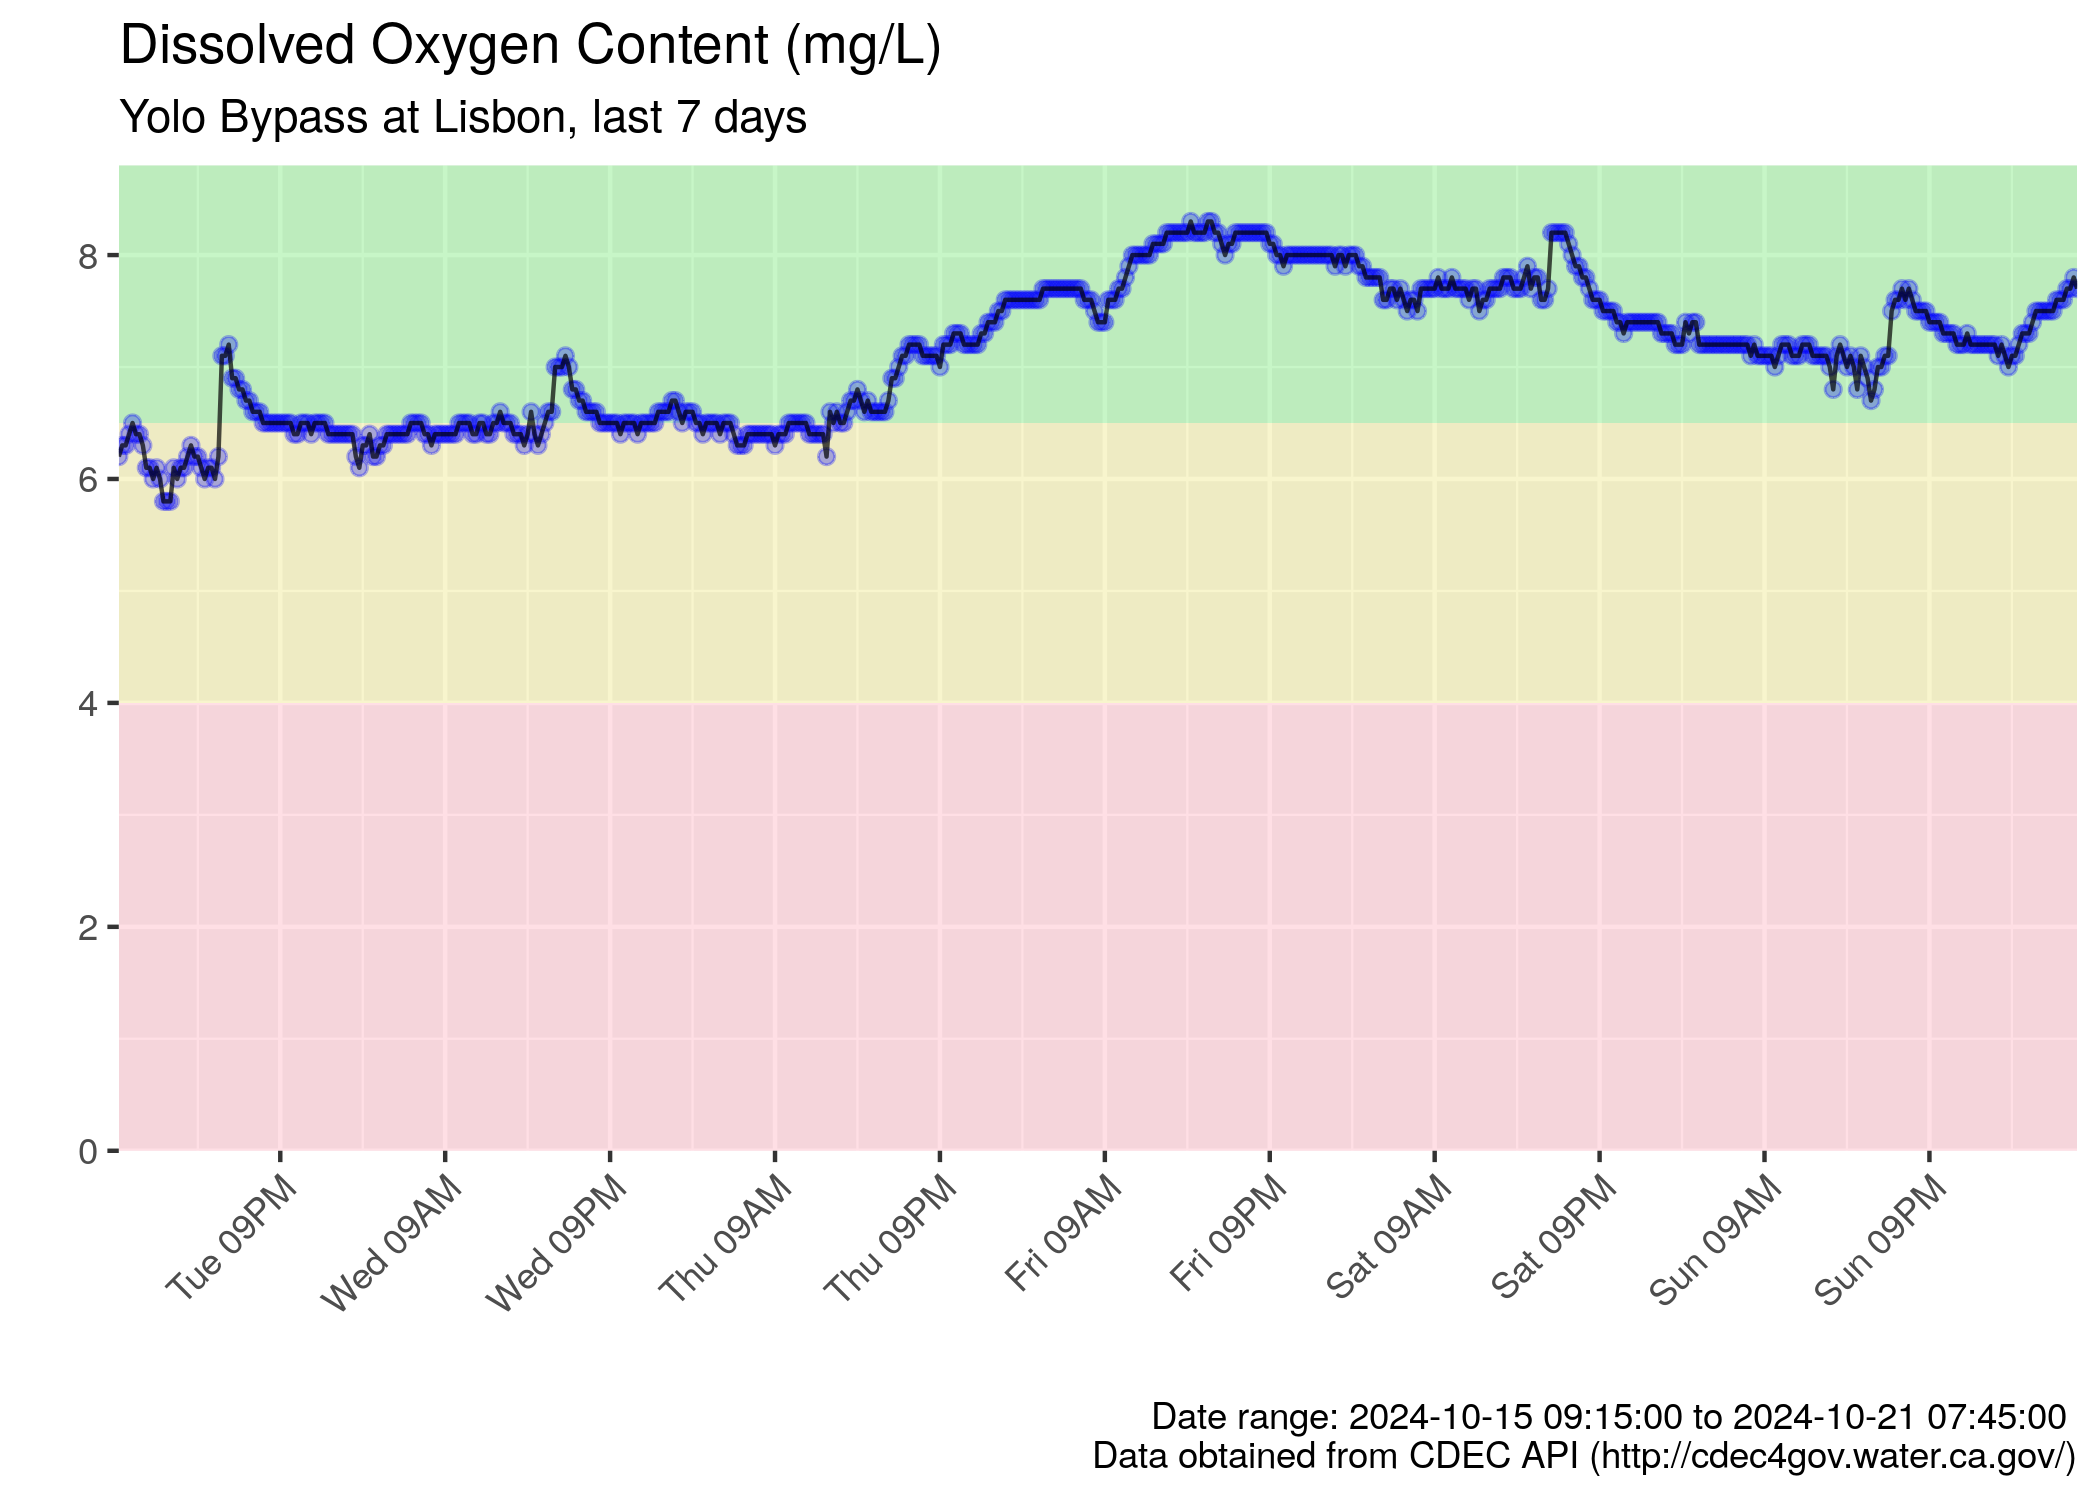 Dissolved Oxygen Content (mg/L)
Yolo Bypass at Lisbon, last 7 days
8
6
4
2
0
Tue 09PM
Wed 09AM
Wed 09PM
Thu 09AM
Thu 09PM
Fri 09AM
Fri 09PM
Sat 09AM
Sat 09PM
Sun 09AM
Sun 09PM
Date range: 2024-10-15 09:15:00 to 2024-10-21 07:45:00
Data obtained from CDEC API (http://cdec4gov.water.ca.gov/)